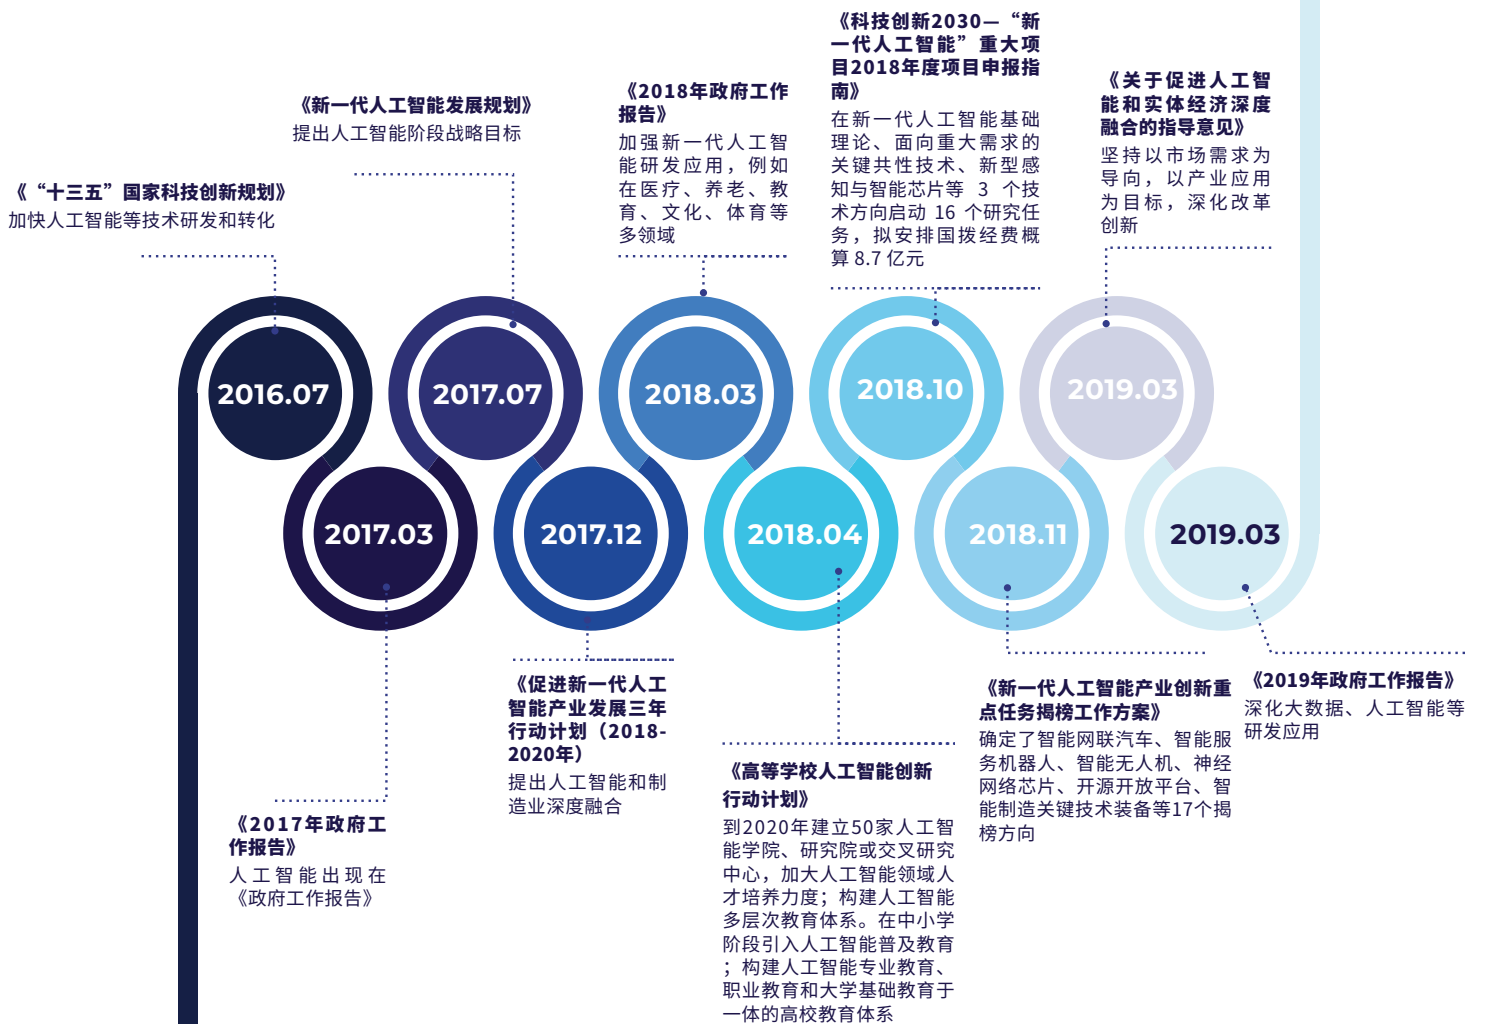 《“十三五”国家科技创新规划》
加快人工智能等技术研发和转化
2016.07
2017.03
《2017年政府工
作报告》
人工智能出现在
《政府工作报告》
《新一代人工智能发展规划》
提出人工智能阶段战略目标
2017.07
2017.12
《促进新一代人工
智能产业发展三年
行动计划（2018-
2020年）
提出人工智能和制
造业深度融合
《2018年政府工作
报告》
加强新一代人工智
能研发应用，例如
在医疗、养老、教
育、文化、体育等
多领域
2018.03
2018.04
《高等学校人工智能创新
行动计划》
到2020年建立50家人工智
能学院、研究院或交叉研究
中心，加大人工智能领域人
才培养力度；构建人工智能
多层次教育体系。在中小学
阶段引入人工智能普及教育
；构建人工智能专业教育、
职业教育和大学基础教育于
一体的高校教育体系
《科技创新2030—“新
一代人工智能”重大项
目2018年度项目申报指
南》
在新一代人工智能基础
理论、面向重大需求的
关键共性技术、新型感
知与智能芯片等 3 个技
术方向启动 16 个研究任
务，拟安排国拨经费概
算 8.7 亿元
2018.10
2018.11
《新一代人工智能产业创新重
点任务揭榜工作方案》
确定了智能网联汽车、智能服
务机器人、智能无人机、神经
网络芯片、开源开放平台、智
能制造关键技术装备等17个揭
榜方向
《关于促进人工智
能和实体经济深度
融合的指导意见》
坚持以市场需求为
导向，以产业应用
为目标，深化改革
创新
2019.03
2019.03
《2019年政府工作报告》
深化大数据、人工智能等
研发应用